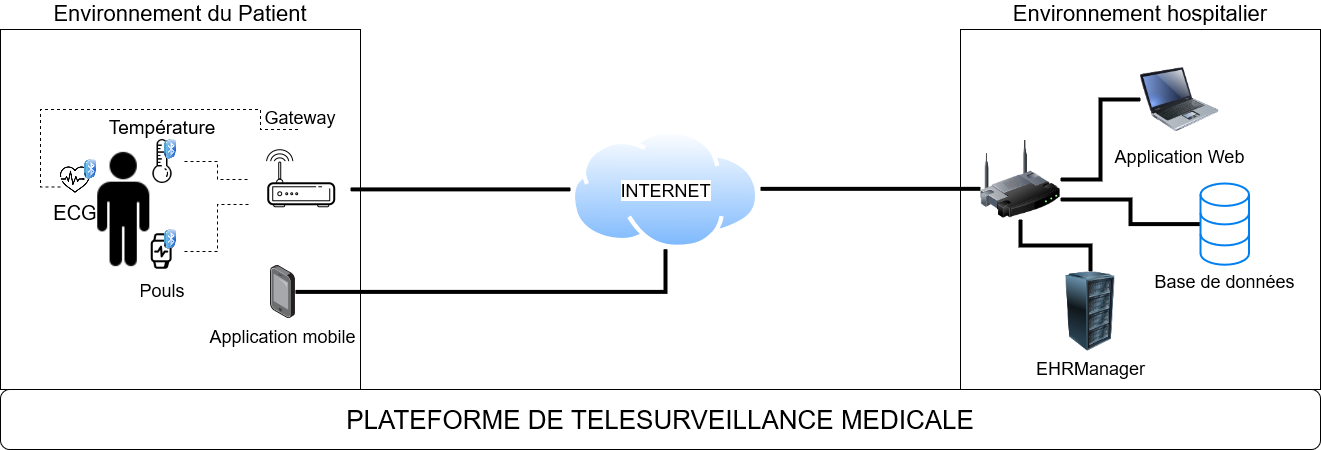 Environnement du Patient
Environnement hospitalier
Gateway
Température
ECG
Pouls
Application mobile
INTERNET
Application Web
Base de données
EHRManager
PLATEFORME DE TELESURVEILLANCE MEDICALE